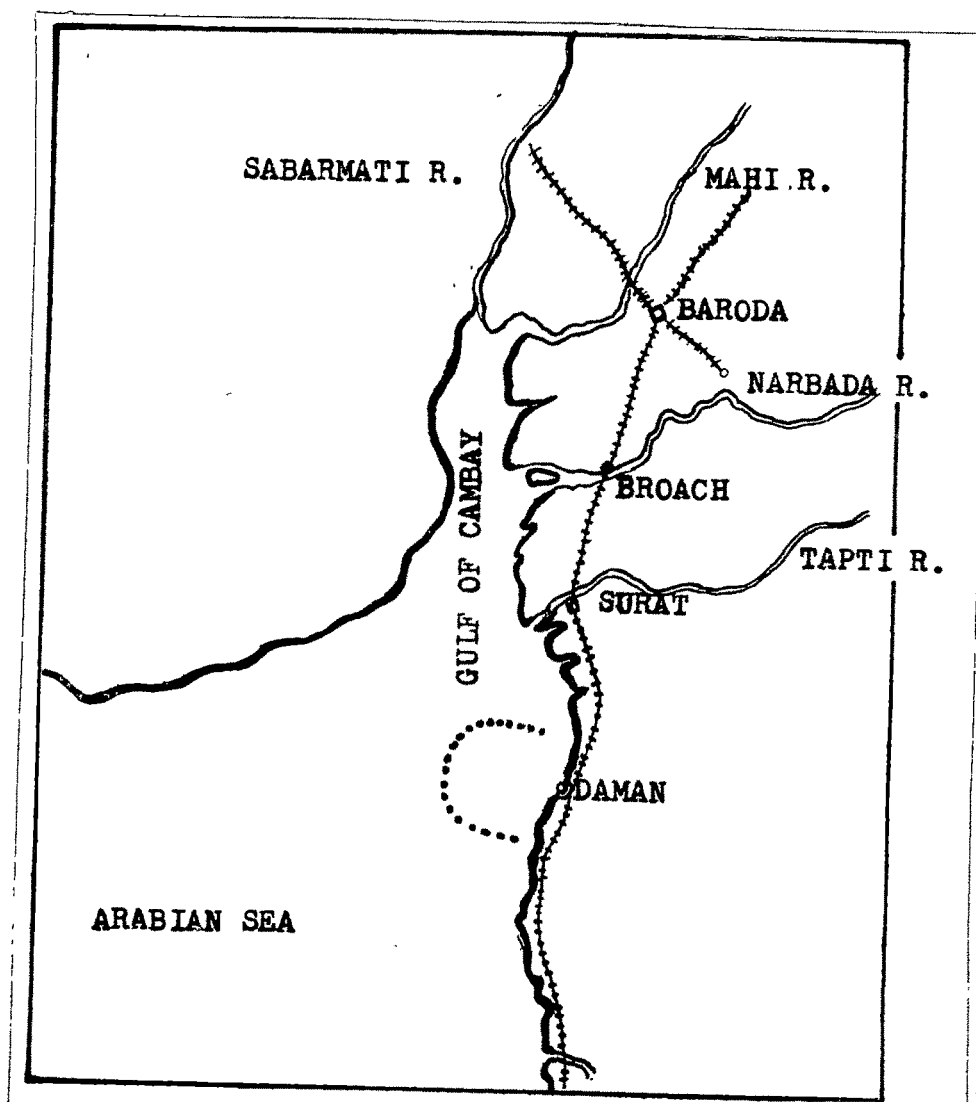 SABARMATI R.
MAHI R.
BARODA
NARBADA R.
GULF OF CAMBAY
BROACH
TAPTI R.
SURAT
DAMAN
ARABIAN SEA